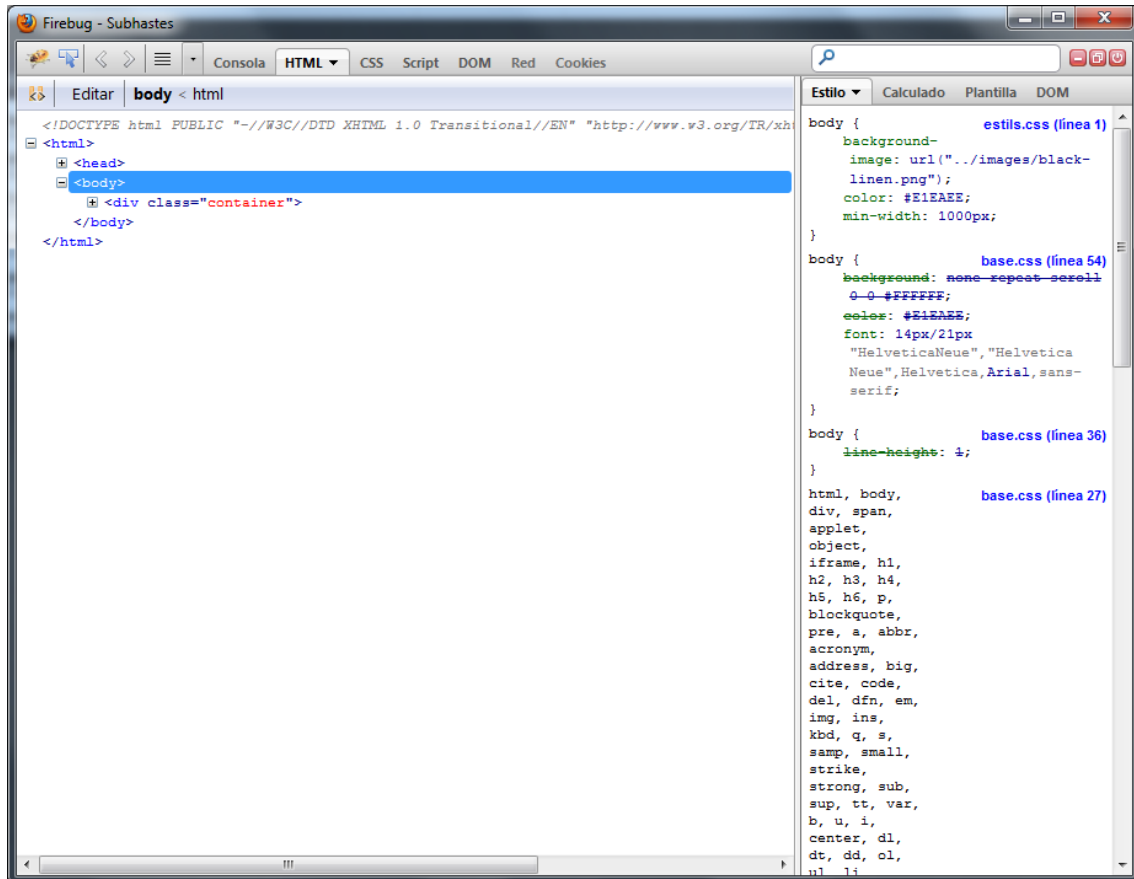 Firebug - Subhastes
Consola HTML CSS Script DOM Red Cookies
Editar body < html
<!DOCTYPE html PUBLIC "-//W3C//DTD XHTML 1.0 Transitional//EN" "http://www.w3.org/TR/xht
<html>
<head>
<body>
<div class="container">
</body>
</html>
Estilo Calculado Plantilla DOM
body { estils.css (línea 1)
background-
image: url("../images/black-
linen.png");
color: #E1EAEE;
min-width: 1000px;
}
body { base.css (línea 54)
background: none repeat scroll
0 0 #FFFFFF;
color: #E1EAEE;
font: 14px/21px
"HelveticaNeue","Helvetica
Neue",Helvetica,Arial,sans-
serif;
}
body { base.css (línea 36)
line-height: 1;
}
html, body, base.css (línea 27)
div, span,
applet,
object,
iframe, h1,
h2, h3, h4,
h5, h6, p,
blockquote,
pre, a, abbr,
acronym,
address, big,
cite, code,
del, dfn, em,
img, ins,
kbd, q, s,
samp, small,
strike,
strong, sub,
sup, tt, var,
b, u, i,
center, dl,
dt, dd, ol,
ul, li,